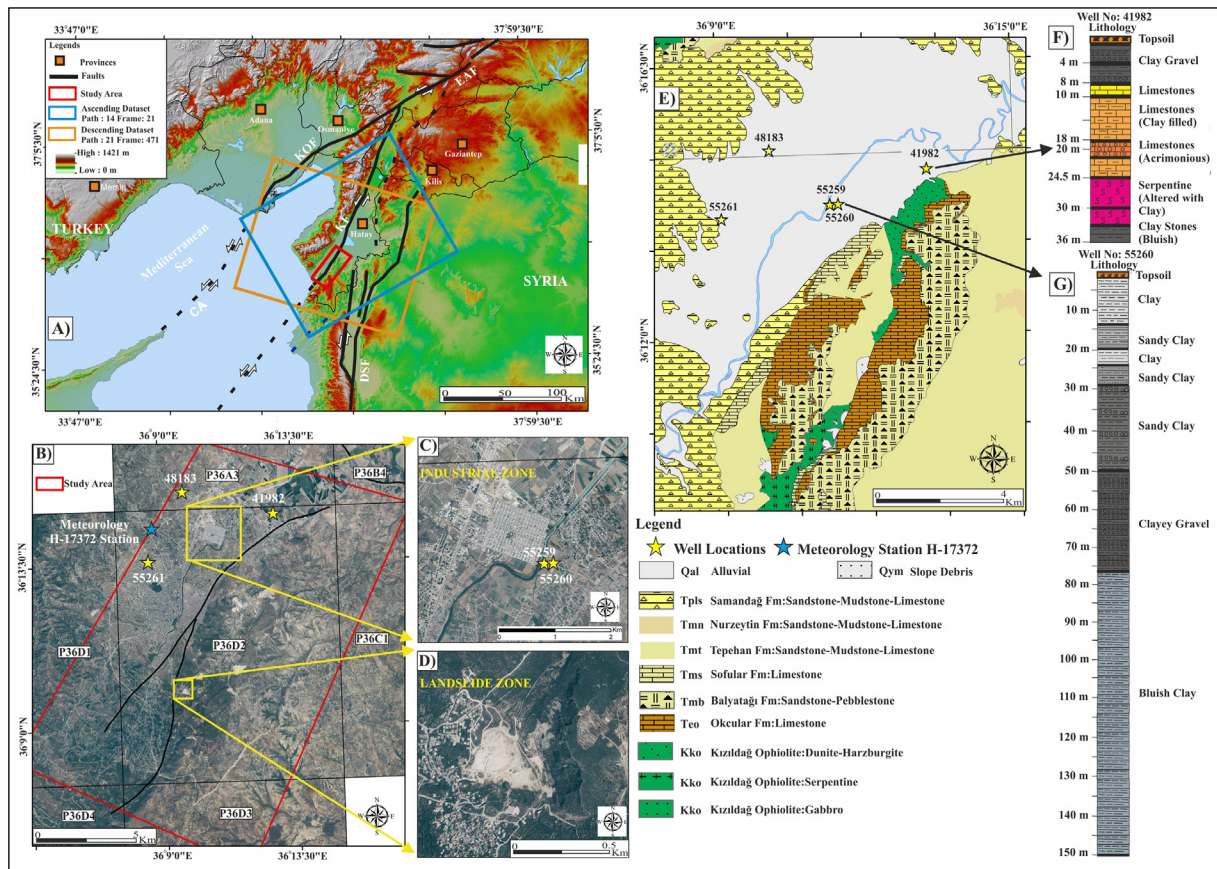 33°47'0"E
37°59'30"E
Legends
Provinces
Faults
Study Area
Ascending Dataset
Path : 14 Frame: 21
Descending Dataset
Path : 21 Frame: 471
High : 1421 m
Low : 0 m
37°5'30"N
37°5'30"N
Adana
Osmaniye
EAF
KOF
Gaziantep
Kilis
Mersin
TURKEY
Mediterranean
Sea
KF
Hatay
SYRIA
CA
DSF
A)
35°24'30"N
35°24'30"N
0 50 100
Km
33°47'0"E
37°59'30"E
B)
36°9'0"E
36°13'30"E
Study Area
P36A3
P36B4
48183
41982
Meteorology
H-17372 Station
55261
36°13'30"N
P36D1
P36D2
P36C1
36°9'0"N
P36D4
P36D3
0 5
Km
36°9'0"E
36°13'30"E
C)
INDUSTRIAL ZONE
55259
55260
0 1 2
Km
D)
LANDSLIDE ZONE
0 0.5
Km
36°9'0"E
36°15'0"E
36°16'30"N
E)
48183
41982
55259
55261
55260
36°12'0"N
0 4
Km
Legend
Well Locations
Meteorology Station H-17372
Qal Alluvial
Qym Slope Debris
Tpls Samandağ Fm:Sandstone-Mudstone-Limestone
Tmn Nurzeytin Fm:Sandstone-Mudstone-Limestone
Tmt Tepehan Fm:Sandstone-Mudstone-Limestone
Tms Sofular Fm:Limestone
Tmb Balyatağı Fm:Sandstone-Pebblestone
Teo Okcular Fm:Limestone
Kko Kızıldağ Ophiolite:Dunite-Harzburgite
Kko Kızıldağ Ophiolite:Serpentine
Kko Kızıldağ Ophiolite:Gabbro
Well No: 41982
F)
Lithology
Topsoil
Clay Gravel
4 m
8 m
Limestones
10 m
Limestones
(Clay filled)
18 m
20 m
Limestones
(Acrimonious)
24,5 m
Serpentine
(Altered with
Clay)
30 m
Clay Stones
(Bluish)
36 m
Well No: 55260
G)
Lithology
Topsoil
Clay
10 m
Sandy Clay
20 m
Clay
Sandy Clay
30 m
Sandy Clay
40 m
50 m
Clayey Gravel
60 m
70 m
80 m
90 m
100 m
Bluish Clay
110 m
120 m
130 m
140 m
150 m